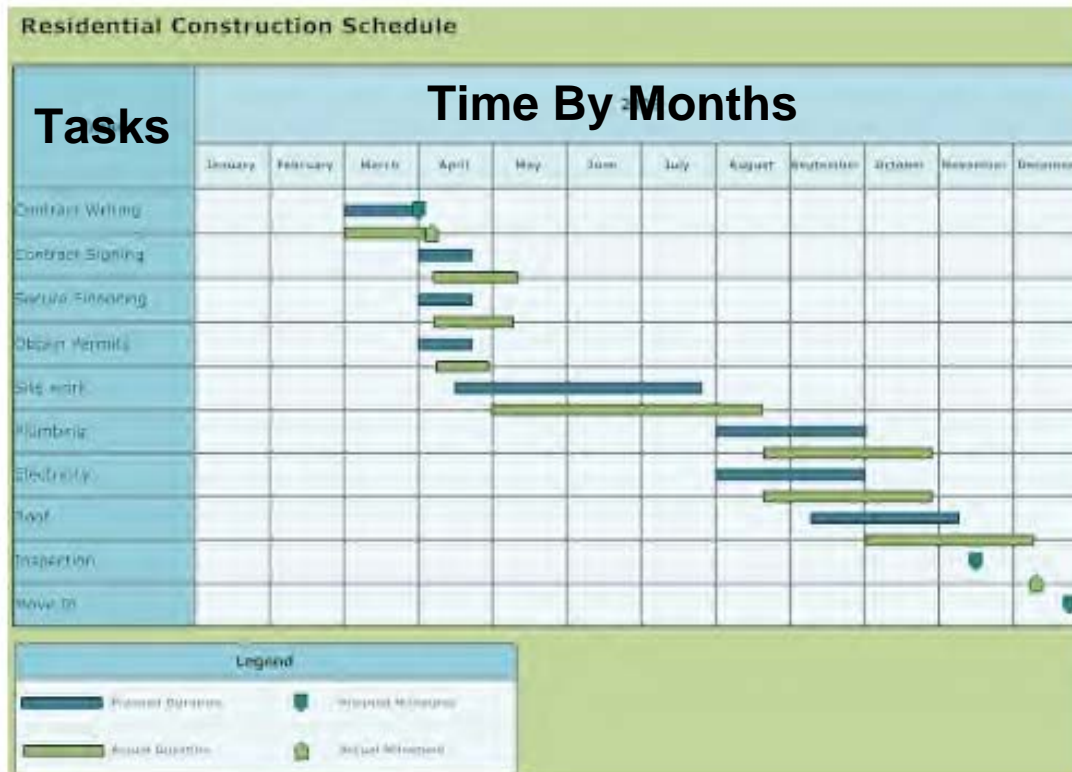 Residential Construction Schedule
Tasks
Time By Months
January February March April May June July August September October November December
Contract Writing
Contract Signing
Secure Financing
Obtain Permits
Site work
Plumbing
Electricity
Roof
Inspection
Move In
Legend
Planned Duration Planned Milestone
Actual Duration Actual Milestone